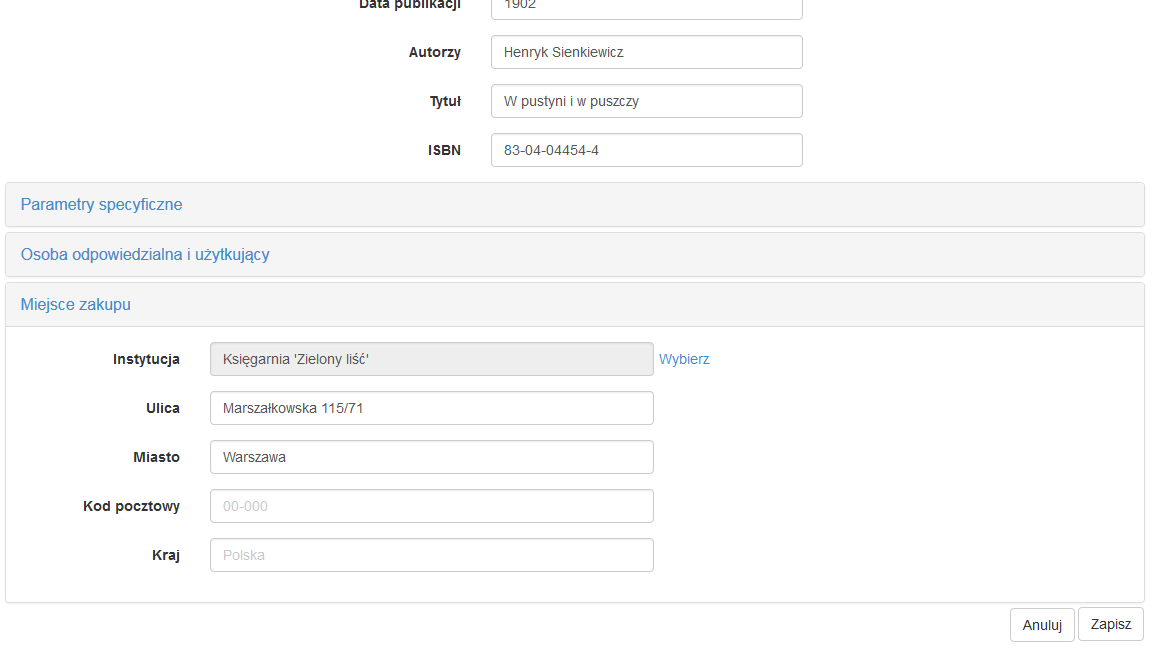 Data publikacji 1902
Autorzy Henryk Sienkiewicz
Tytuł W pustyni i w puszczy
ISBN 83-04-04454-4
Parametry specyficzne
Osoba odpowiedzialna i użytkujący
Miejsce zakupu
Instytucja Księgarnia 'Zielony liść' Wybierz
Ulica Marszałkowska 115/71
Miasto Warszawa
Kod pocztowy 00-000
Kraj Polska
Anuluj Zapisz